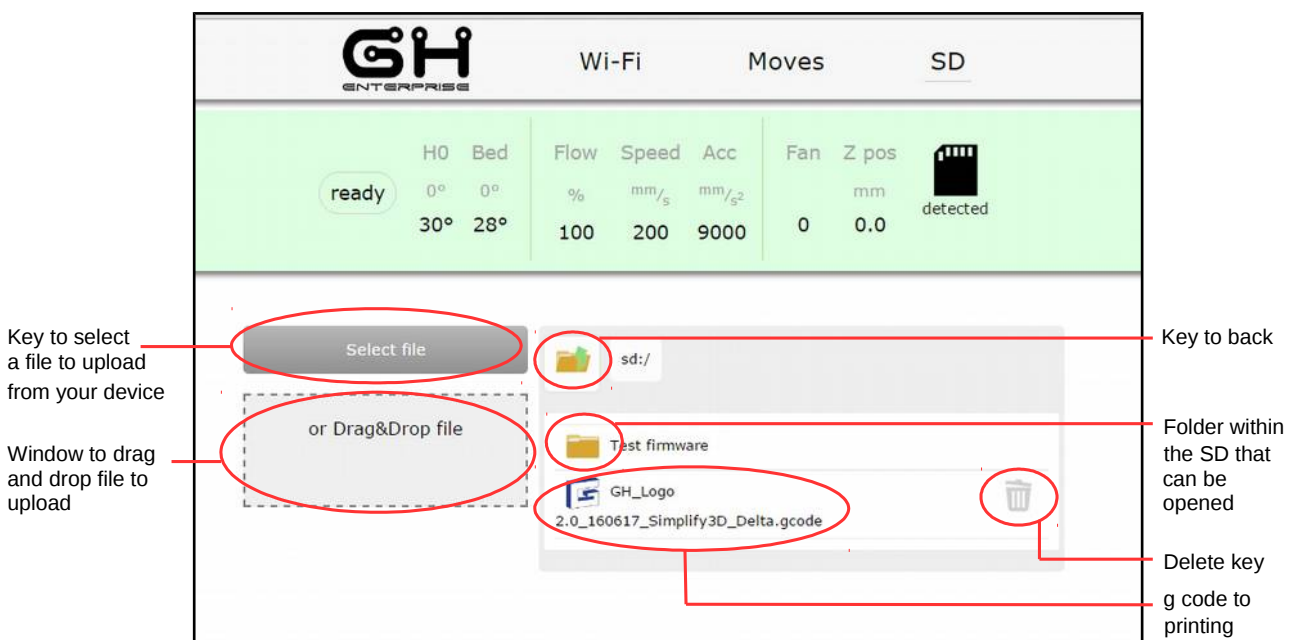 GH
ENTERPRISE
Wi-Fi Moves SD
H0 Bed Flow Speed Acc Fan Z pos
ready 0° 0° % mm/s mm/s² mm
detected
30° 28° 100 200 9000 0 0.0
Key to select
a file to upload
from your device
Select file
sd:/
Key to back
or Drag&Drop file
Window to drag
and drop file to
upload
Test firmware
Folder within
the SD that
can be
opened
GH_Logo
2.0_160617_Simplify3D_Delta.gcode
Delete key
g code to
printing